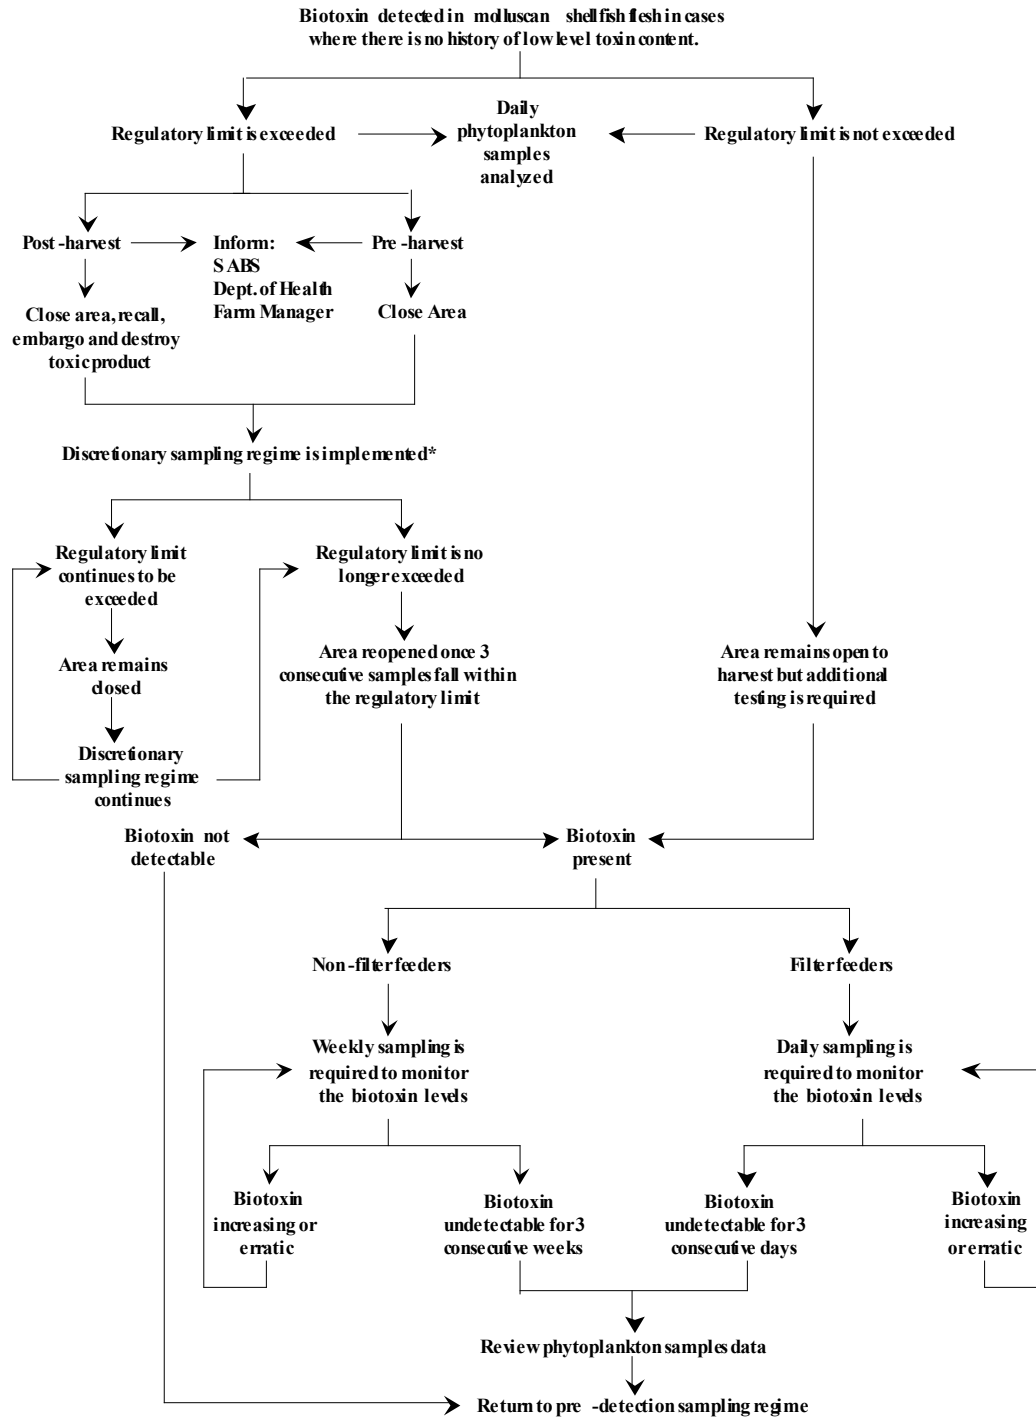 Biotoxin detected in molluscan shellfish flesh in cases
where there is no history of low level toxin content.
Regulatory limit is exceeded
Daily
phytoplankton
samples
analyzed
Regulatory limit is not exceeded
Post-harvest
Inform:
SABS
Dept. of Health
Farm Manager
Pre-harvest
Close area, recall,
embargo and destroy
toxic product
Close Area
Discretionary sampling regime is implemented*
Regulatory limit
continues to be
exceeded
Regulatory limit is no
longer exceeded
Area remains
closed
Area reopened once 3
consecutive samples fall within
the regulatory limit
Area remains open to
harvest but additional
testing is required
Discretionary
sampling regime
continues
Biotoxin not
detectable
Biotoxin
present
Non-filter feeders
Filter feeders
Weekly sampling is
required to monitor
the biotoxin levels
Daily sampling is
required to monitor
the biotoxin levels
Biotoxin
increasing or
erratic
Biotoxin
undetectable for 3
consecutive weeks
Biotoxin
undetectable for 3
consecutive days
Biotoxin
increasing
or erratic
Review phytoplankton samples data
Return to pre-detection sampling regime